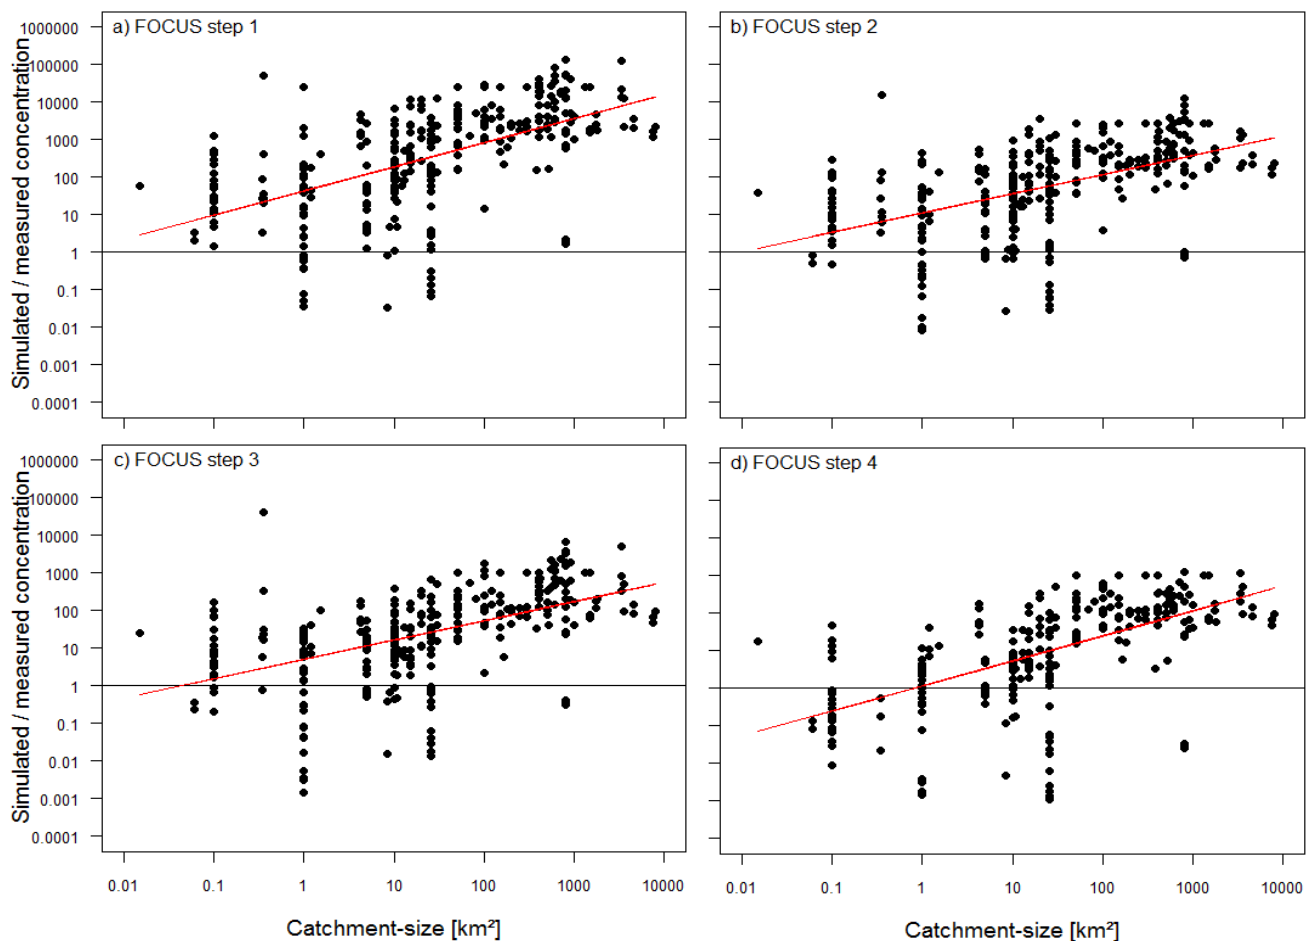 a) FOCUS step 1
b) FOCUS step 2
Simulated / measured concentration
1000000
100000
10000
1000
100
10
1
0.1
0.01
0.001
0.0001
c) FOCUS step 3
d) FOCUS step 4
Simulated / measured concentration
1000000
100000
10000
1000
100
10
1
0.1
0.01
0.001
0.0001
0.01 0.1 1 10 100 1000 10000
0.01 0.1 1 10 100 1000 10000
Catchment-size [km²]
Catchment-size [km²]